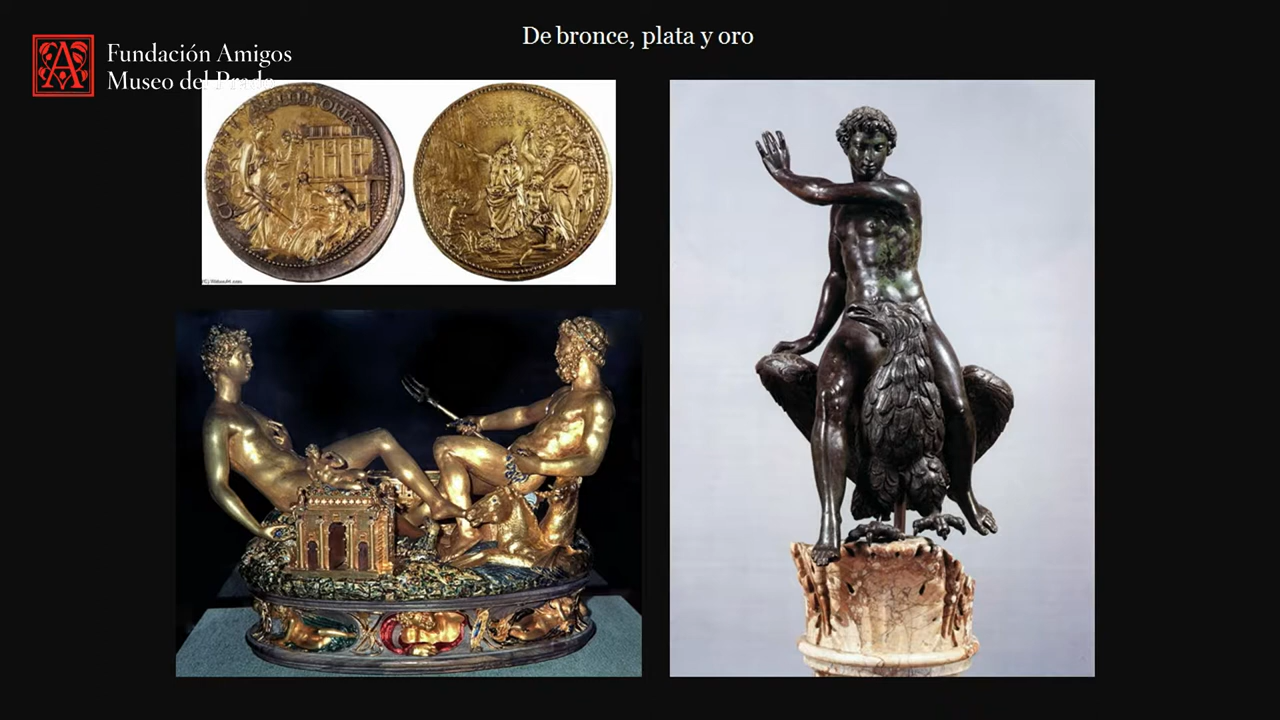 De bronce, plata y oro
Fundación Amigos
Museo del Prado